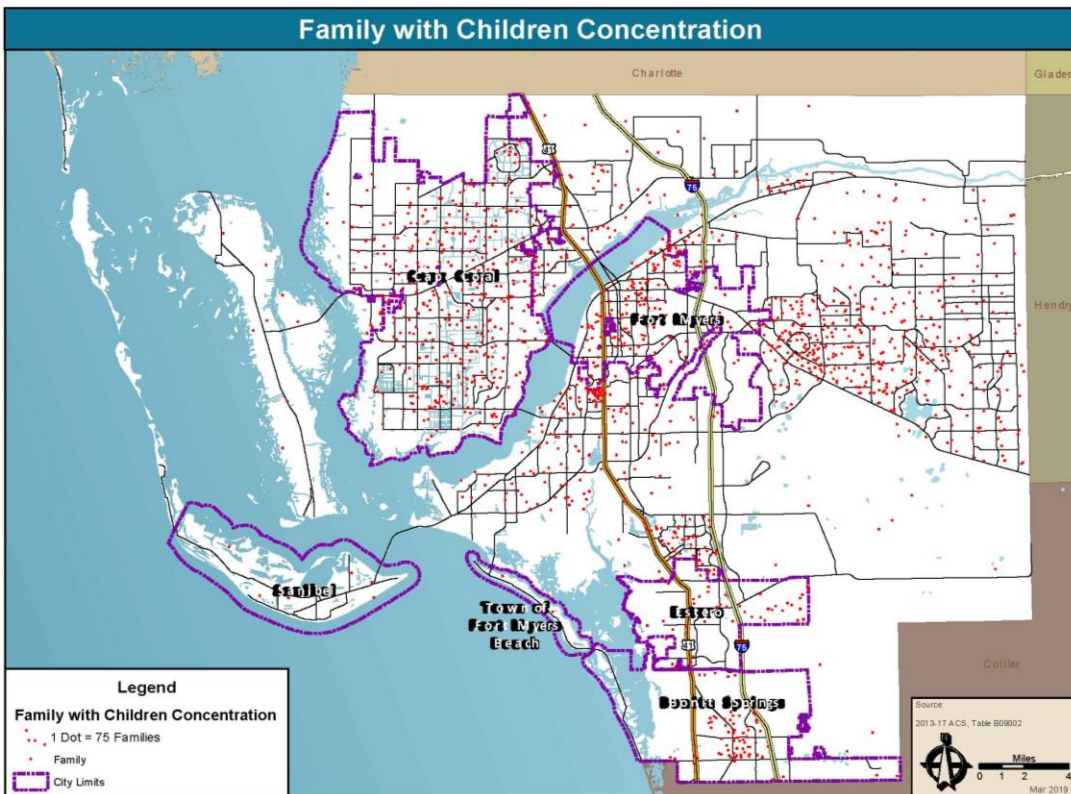 Family with Children Concentration
Charlotte
Glades
41
75
Cape Coral
Fort Myers
Hendry
Sanibel
Town of
Fort Myers
Beach
Estero
41
75
Collier
Bonita Springs
Legend
Family with Children Concentration
1 Dot = 75 Families
Family
City Limits
Source:
2013-17 ACS, Table B09002
Miles
0 1 2 4
Mar 2019